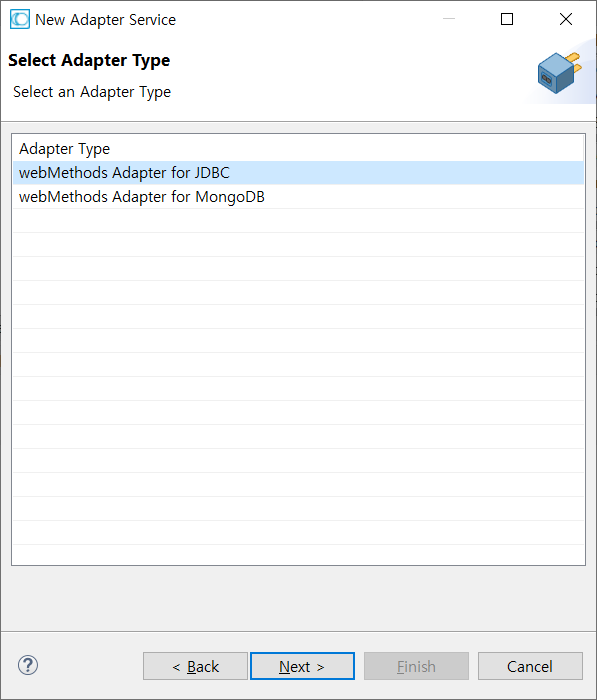 New Adapter Service
Select Adapter Type
Select an Adapter Type
Adapter Type
webMethods Adapter for JDBC
webMethods Adapter for MongoDB
?
< Back
Next >
Finish
Cancel